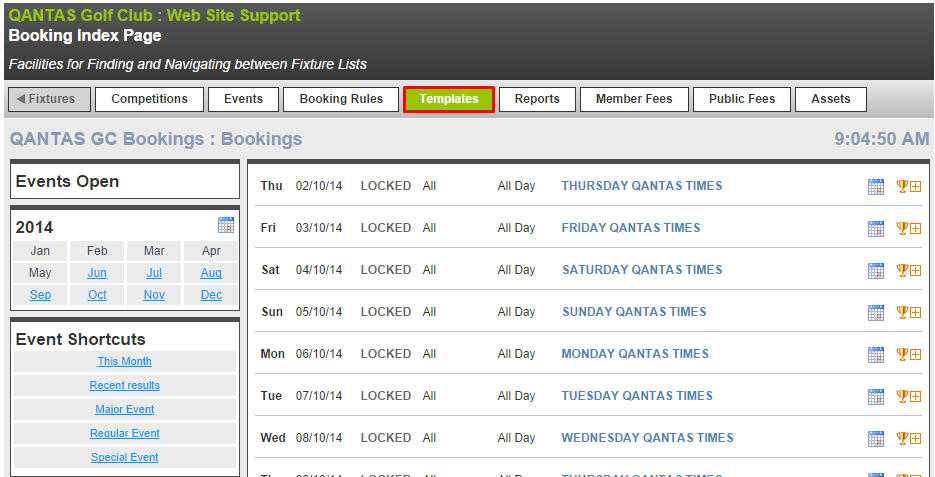 QANTAS Golf Club : Web Site Support
Booking Index Page
Facilities for Finding and Navigating between Fixture Lists
Fixtures Competitions Events Booking Rules Templates Reports Member Fees Public Fees Assets
QANTAS GC Bookings : Bookings 9:04:50 AM
Events Open
2014
Jan Feb Mar Apr
May Jun Jul Aug
Sep Oct Nov Dec
Event Shortcuts
This Month
Recent results
Major Event
Regular Event
Special Event
Thu 02/10/14 LOCKED All All Day THURSDAY QANTAS TIMES
Fri 03/10/14 LOCKED All All Day FRIDAY QANTAS TIMES
Sat 04/10/14 LOCKED All All Day SATURDAY QANTAS TIMES
Sun 05/10/14 LOCKED All All Day SUNDAY QANTAS TIMES
Mon 06/10/14 LOCKED All All Day MONDAY QANTAS TIMES
Tue 07/10/14 LOCKED All All Day TUESDAY QANTAS TIMES
Wed 08/10/14 LOCKED All All Day WEDNESDAY QANTAS TIMES